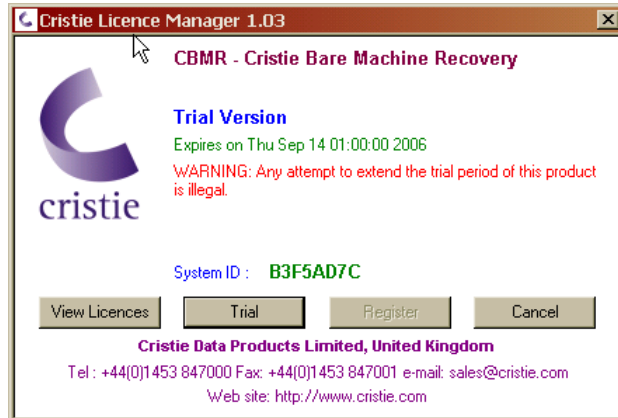 Cristie Licence Manager 1.03
CBMR - Cristie Bare Machine Recovery
Trial Version
Expires on Thu Sep 14 01:00:00 2006
WARNING: Any attempt to extend the trial period of this product
is illegal.
cristie
System ID : B3F5AD7C
View Licences Trial Register Cancel
Cristie Data Products Limited, United Kingdom
Tel : +44(0)1453 847000 Fax: +44(0)1453 847001 e-mail: sales@cristie.com
Web site: http://www.cristie.com